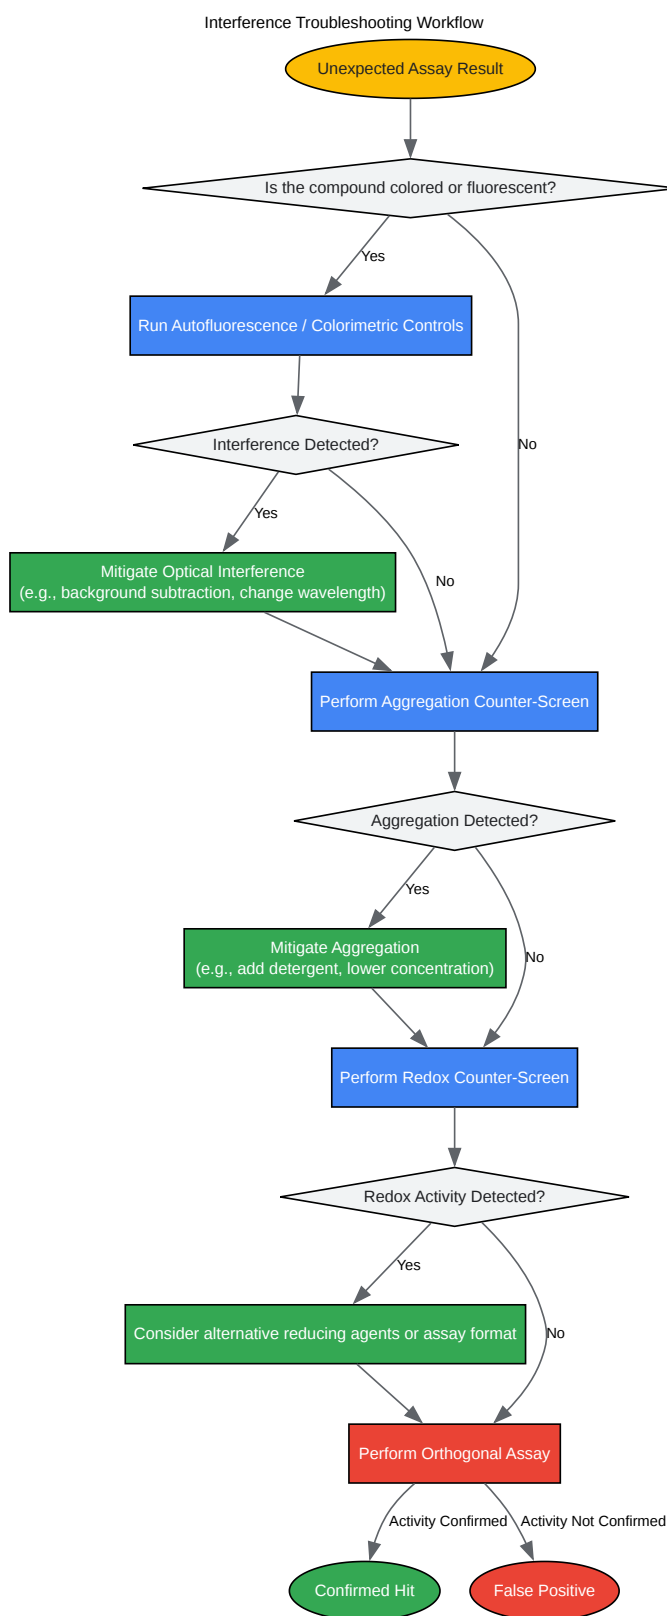 Interference Troubleshooting Workflow
Unexpected Assay Result
Is the compound colored or fluorescent?
Yes
Run Autofluorescence / Colorimetric Controls
No
Interference Detected?
Yes
Mitigate Optical Interference
(e.g., background subtraction, change wavelength)
No
Perform Aggregation Counter-Screen
Aggregation Detected?
Yes
Mitigate Aggregation
(e.g., add detergent, lower concentration)
No
Perform Redox Counter-Screen
Redox Activity Detected?
Yes
Consider alternative reducing agents or assay format
No
Perform Orthogonal Assay
Activity Confirmed
Activity Not Confirmed
Confirmed Hit
False Positive